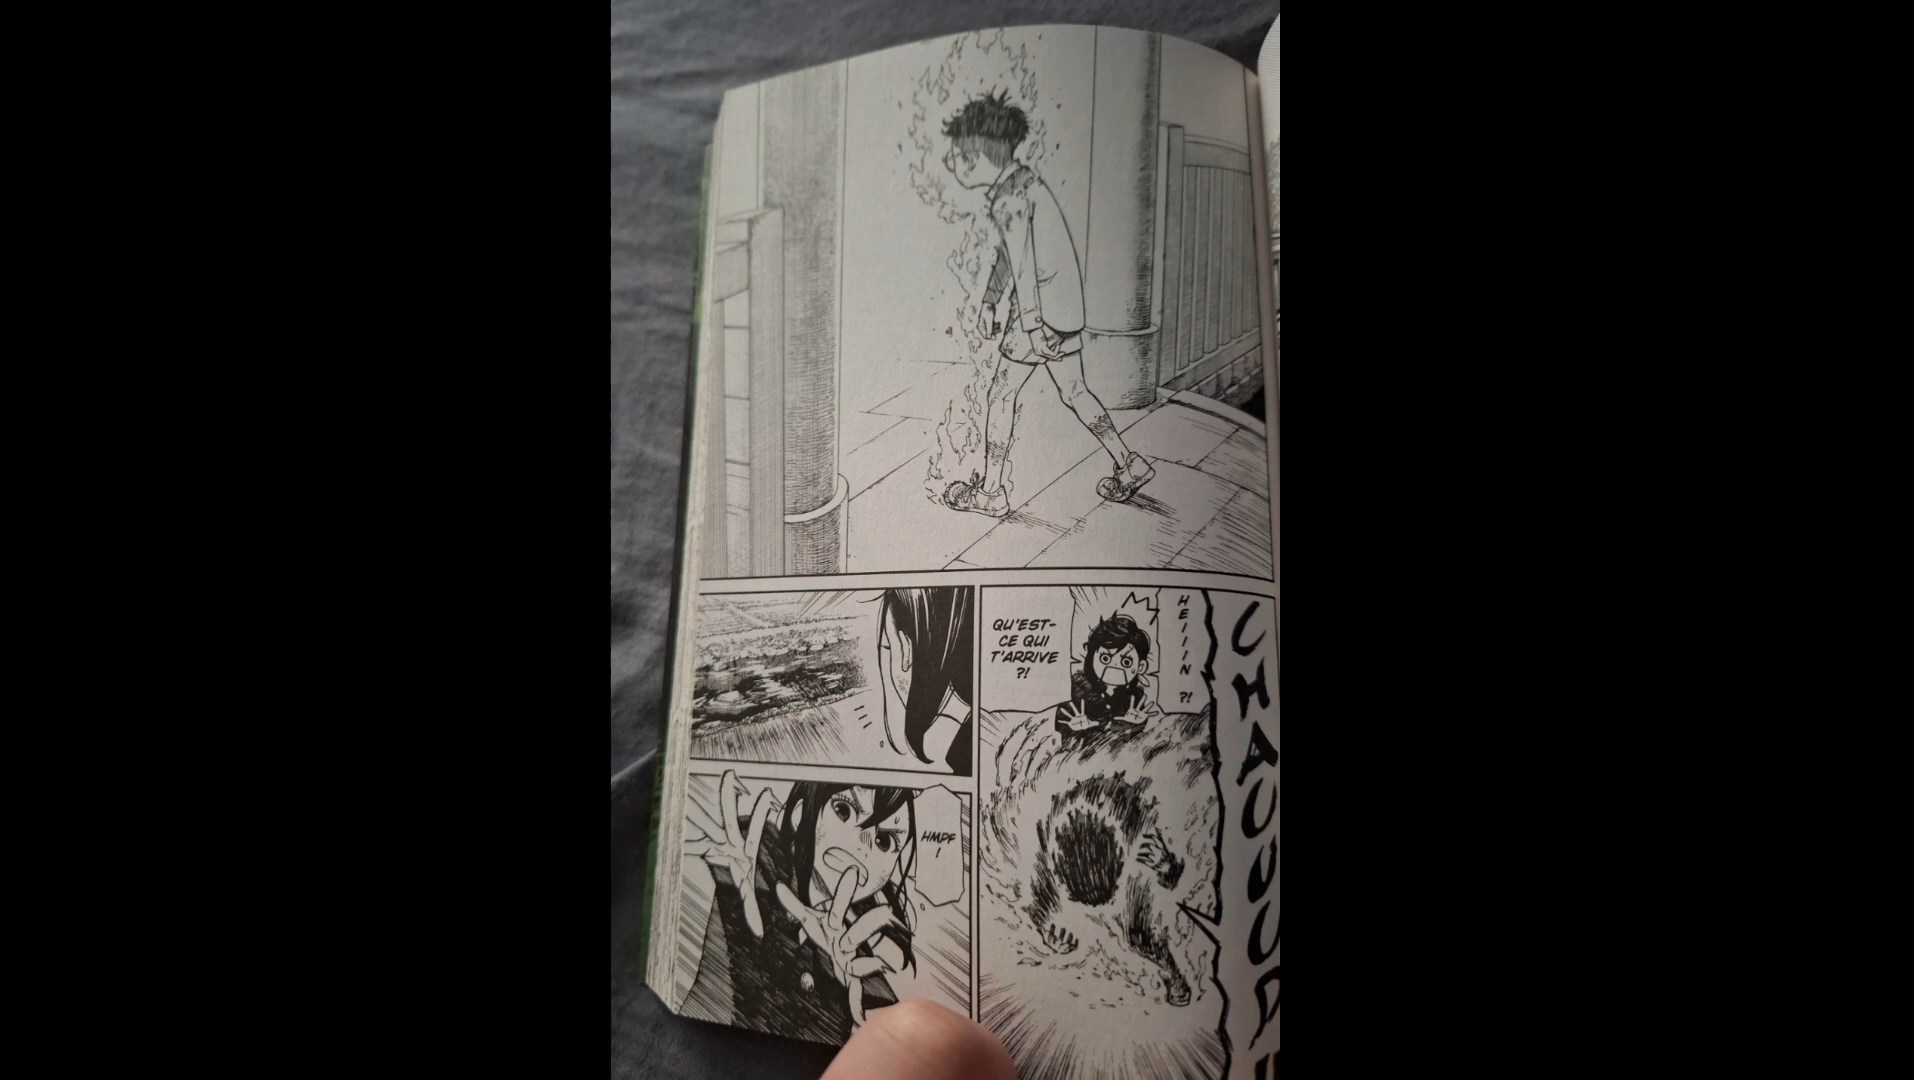 CHAUUUD
HEIIIN ?!
QU'EST-
CE QUI
T'ARRIVE
?!
HMPF
!